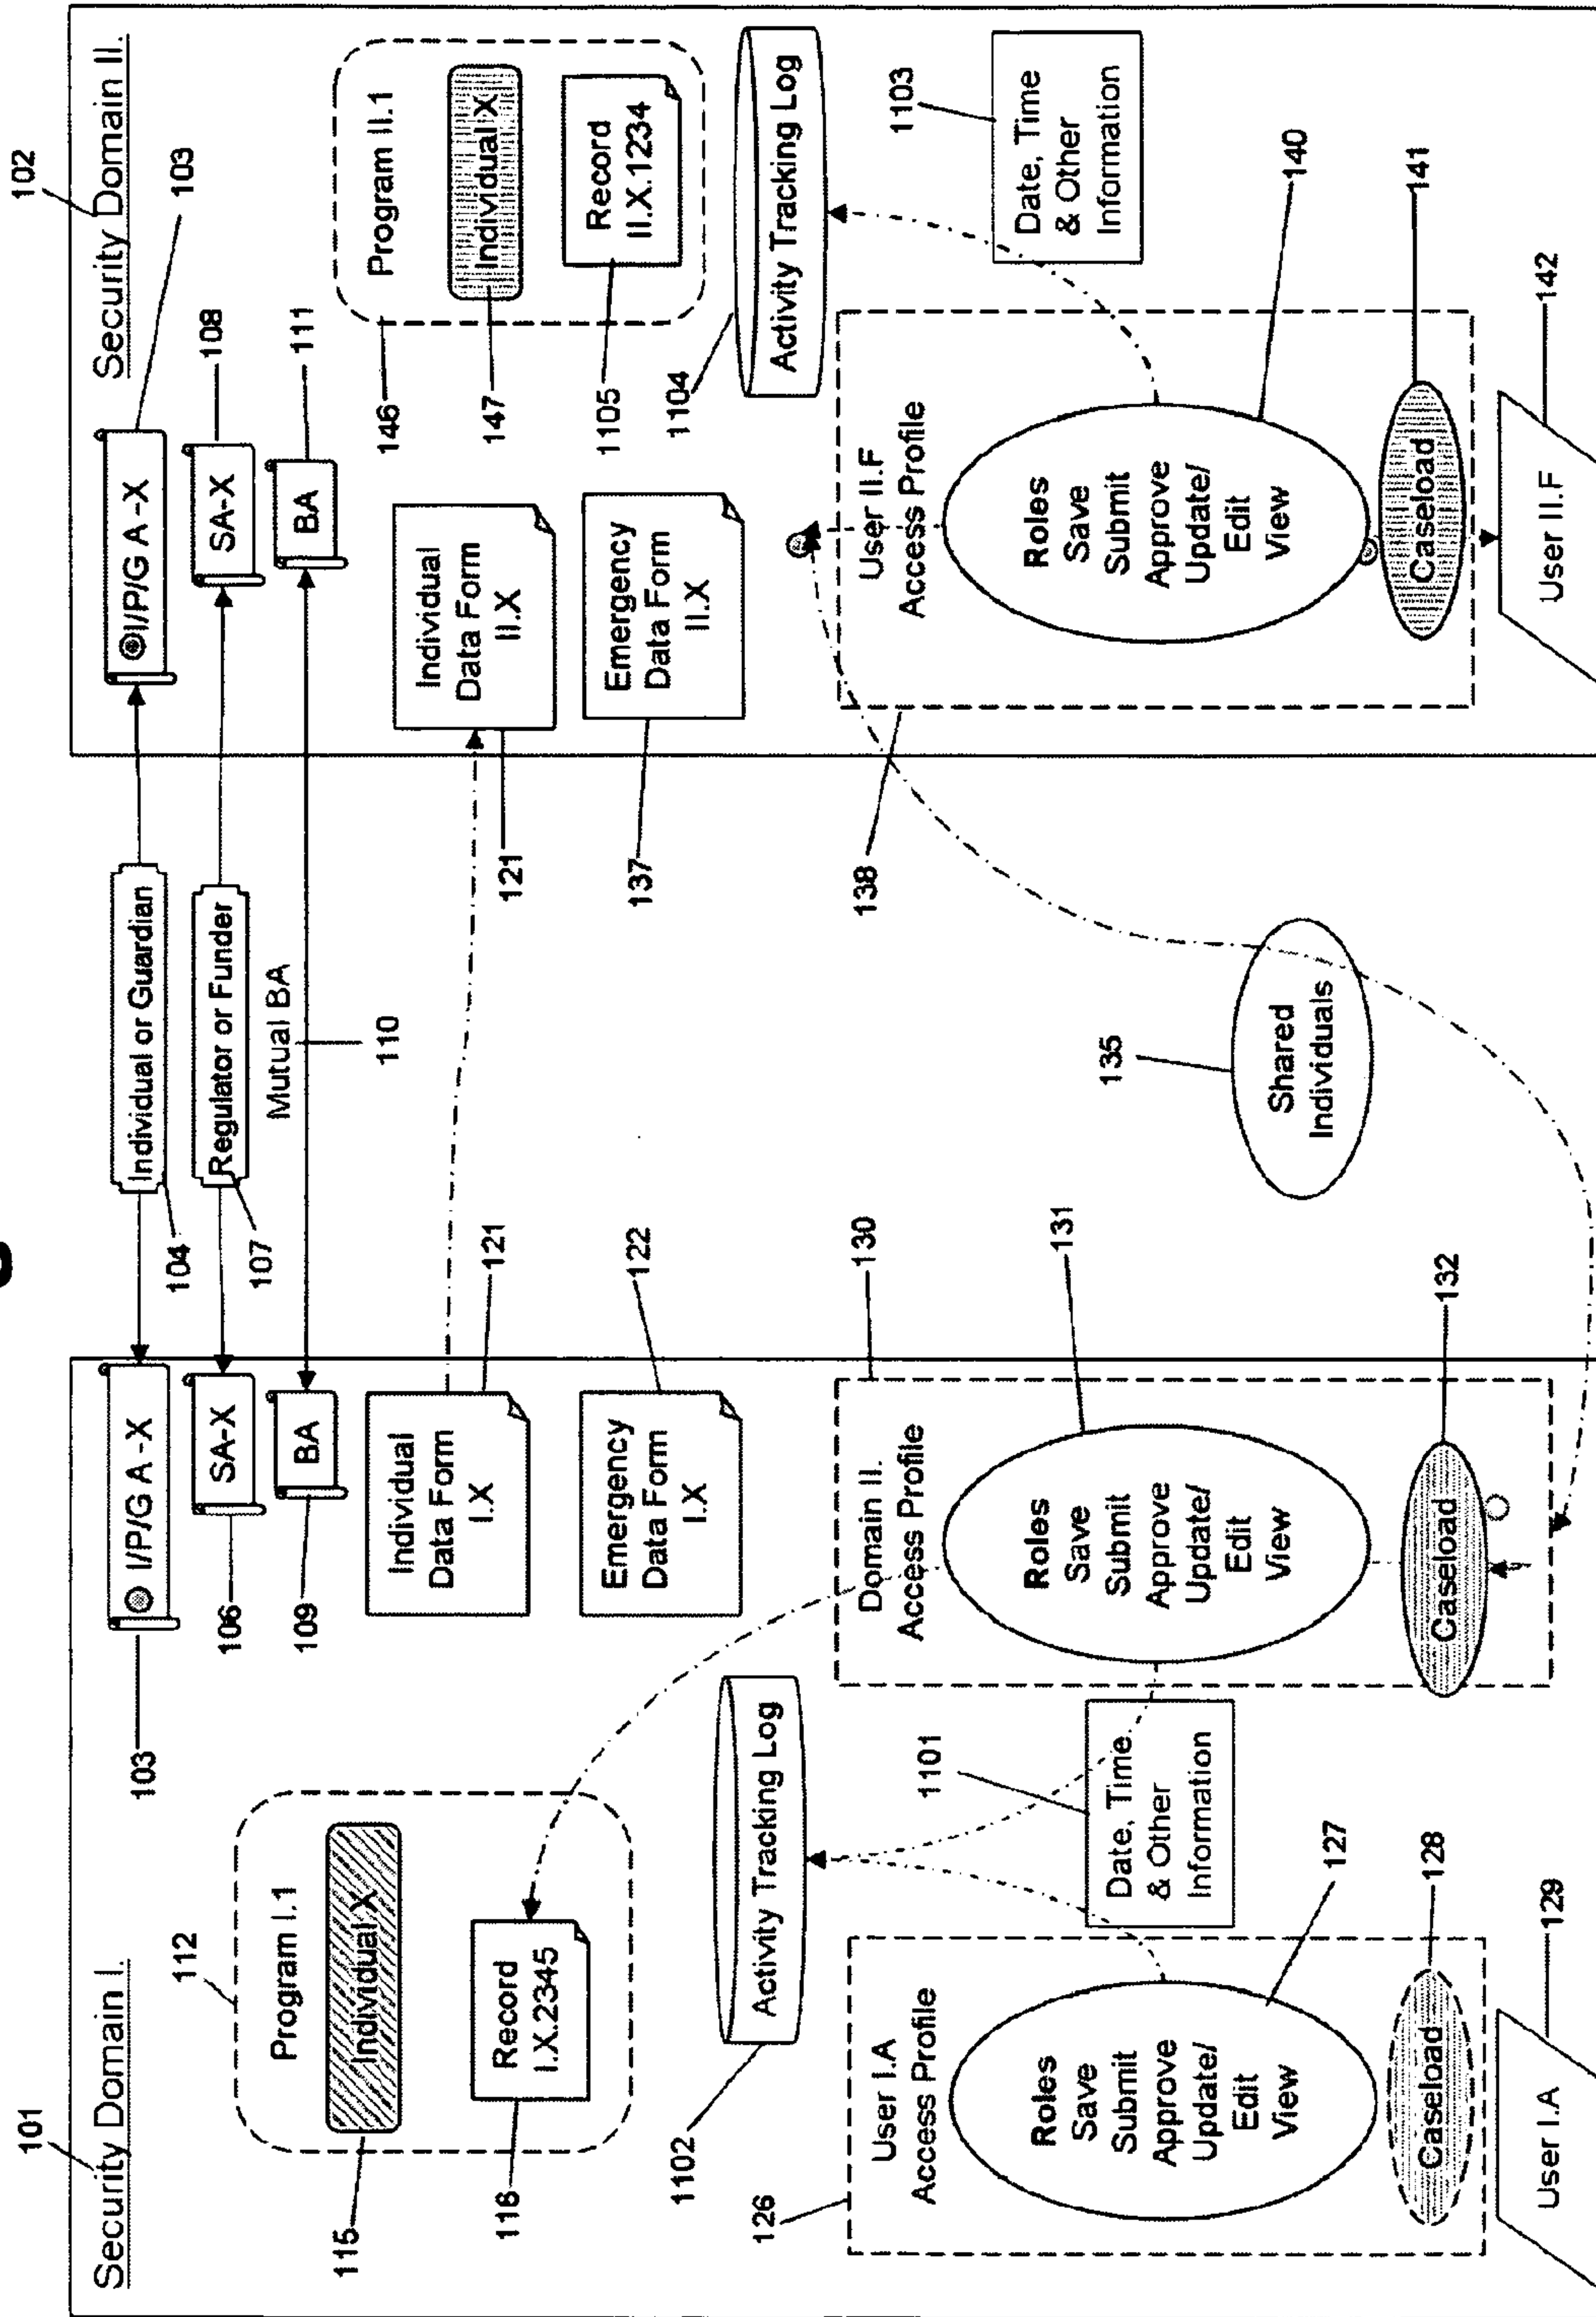 101
Security Domain I.
112
Program I.1
Individual X
115
Record
I.X.2345
116
103
I/P/G A -X
106
SA-X
109
BA
Individual
Data Form
I.X
121
Emergency
Data Form
I.X
122
1102
Activity Tracking Log
1101
Date, Time
& Other
Information
126
User I.A
Access Profile
Roles
Save
Submit
Approve
Update/
Edit
View
127
Caseload
128
User I.A
129
130
Domain II.
Access Profile
Roles
Save
Submit
Approve
Update/
Edit
View
131
Caseload
132
Individual or Guardian
104
Regulator or Funder
107
Mutual BA
110
135
Shared
Individuals
102
Security Domain II.
I/P/G A -X
103
SA-X
108
BA
111
Individual
Data Form
II.X
121
Emergency
Data Form
II.X
137
146
Program II.1
Individual X
147
Record
II.X.1234
1105
1104
Activity Tracking Log
1103
Date, Time
& Other
Information
138
User II.F
Access Profile
Roles
Save
Submit
Approve
Update/
Edit
View
140
Caseload
141
User II.F
142